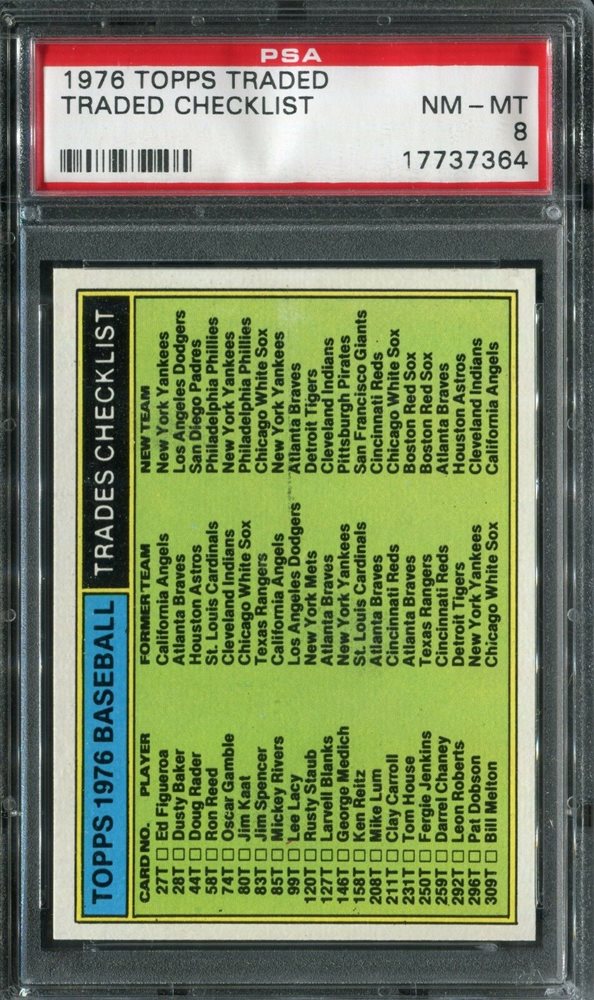 PSA
1976 TOPPS TRADED
TRADED CHECKLIST NM - MT
8
17737364
TOPPS 1976 BASEBALL TRADES CHECKLIST
CARD NO. PLAYER FORMER TEAM NEW TEAM
27T Ed Figueroa California Angels New York Yankees
28T Dusty Baker Atlanta Braves Los Angeles Dodgers
44T Doug Rader Houston Astros San Diego Padres
58T Ron Reed St. Louis Cardinals Philadelphia Phillies
74T Oscar Gamble Cleveland Indians New York Yankees
80T Jim Kaat Chicago White Sox Philadelphia Phillies
83T Jim Spencer Texas Rangers Chicago White Sox
85T Mickey Rivers California Angels New York Yankees
99T Lee Lacy Los Angeles Dodgers Atlanta Braves
120T Rusty Staub New York Mets Detroit Tigers
127T Larvell Blanks Atlanta Braves Cleveland Indians
146T George Medich New York Yankees Pittsburgh Pirates
158T Ken Reitz St. Louis Cardinals San Francisco Giants
208T Mike Lum Atlanta Braves Cincinnati Reds
211T Clay Carroll Cincinnati Reds Chicago White Sox
231T Tom House Atlanta Braves Boston Red Sox
250T Fergie Jenkins Texas Rangers Boston Red Sox
259T Darrel Chaney Cincinnati Reds Atlanta Braves
292T Leon Roberts Detroit Tigers Houston Astros
296T Pat Dobson New York Yankees Cleveland Indians
309T Bill Melton Chicago White Sox California Angels